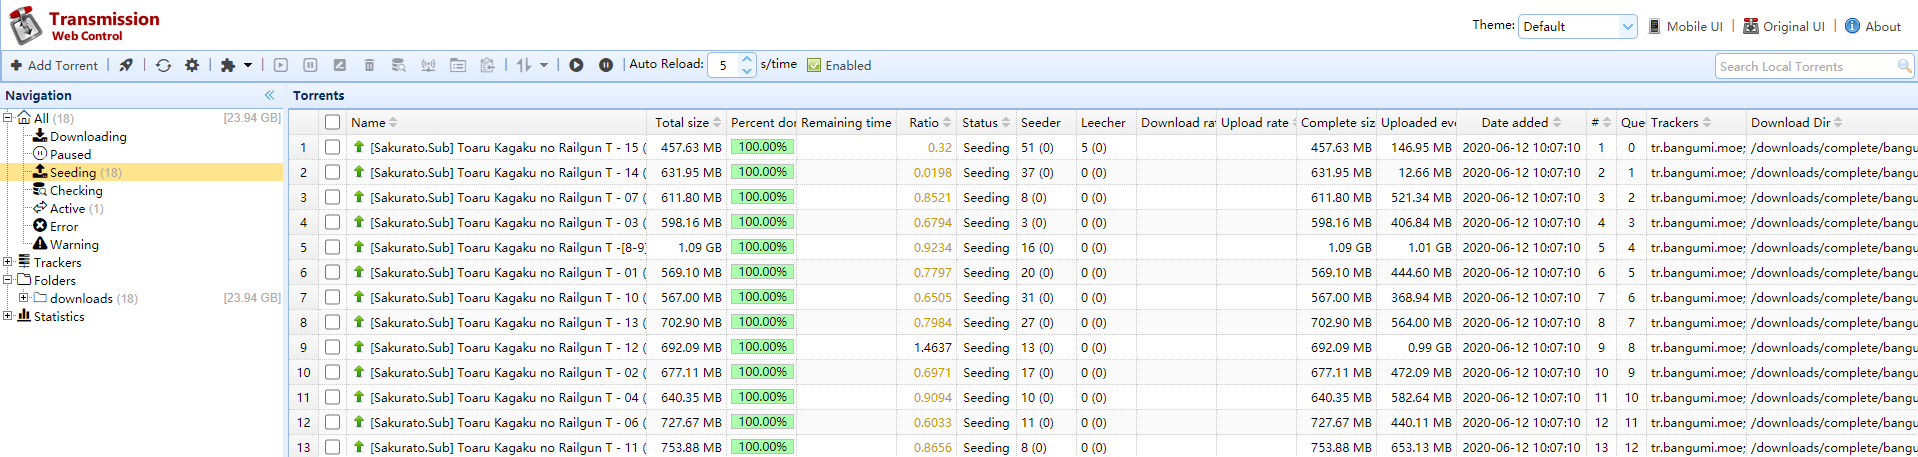 Transmission
Web Control
Theme: Default Mobile UI | Original UI | About
Add Torrent | | | | | Auto Reload: 5 s/time Enabled Search Local Torrents
Navigation
All (18) [23.94 GB]
Downloading
Paused
Seeding (18)
Checking
Active (1)
Error
Warning
Trackers
Folders
downloads (18) [23.94 GB]
Statistics
Torrents
Name Total size Percent dor Remaining time Ratio Status Seeder Leecher Download ra Upload rate Complete siz Uploaded eve Date added # Que Trackers Download Dir
1 [Sakurato.Sub] Toaru Kagaku no Railgun T - 15 ( 457.63 MB 100.00% 0.32 Seeding 51 (0) 5 (0) 457.63 MB 146.95 MB 2020-06-12 10:07:10 1 0 tr.bangumi.moe; /downloads/complete/bangu
2 [Sakurato.Sub] Toaru Kagaku no Railgun T - 14 ( 631.95 MB 100.00% 0.0198 Seeding 37 (0) 0 (0) 631.95 MB 12.66 MB 2020-06-12 10:07:10 2 1 tr.bangumi.moe; /downloads/complete/bangu
3 [Sakurato.Sub] Toaru Kagaku no Railgun T - 07 ( 611.80 MB 100.00% 0.8521 Seeding 8 (0) 0 (0) 611.80 MB 521.34 MB 2020-06-12 10:07:10 3 2 tr.bangumi.moe; /downloads/complete/bangu
4 [Sakurato.Sub] Toaru Kagaku no Railgun T - 03 ( 598.16 MB 100.00% 0.6794 Seeding 3 (0) 0 (0) 598.16 MB 406.84 MB 2020-06-12 10:07:10 4 3 tr.bangumi.moe; /downloads/complete/bangu
5 [Sakurato.Sub] Toaru Kagaku no Railgun T -[8-9] 1.09 GB 100.00% 0.9234 Seeding 16 (0) 0 (0) 1.09 GB 1.01 GB 2020-06-12 10:07:10 5 4 tr.bangumi.moe; /downloads/complete/bangu
6 [Sakurato.Sub] Toaru Kagaku no Railgun T - 01 ( 569.10 MB 100.00% 0.7797 Seeding 20 (0) 0 (0) 569.10 MB 444.60 MB 2020-06-12 10:07:10 6 5 tr.bangumi.moe; /downloads/complete/bangu
7 [Sakurato.Sub] Toaru Kagaku no Railgun T - 10 ( 567.00 MB 100.00% 0.6505 Seeding 31 (0) 0 (0) 567.00 MB 368.94 MB 2020-06-12 10:07:10 7 6 tr.bangumi.moe; /downloads/complete/bangu
8 [Sakurato.Sub] Toaru Kagaku no Railgun T - 13 ( 702.90 MB 100.00% 0.7984 Seeding 27 (0) 0 (0) 702.90 MB 564.00 MB 2020-06-12 10:07:10 8 7 tr.bangumi.moe; /downloads/complete/bangu
9 [Sakurato.Sub] Toaru Kagaku no Railgun T - 12 ( 692.09 MB 100.00% 1.4637 Seeding 13 (0) 0 (0) 692.09 MB 0.99 GB 2020-06-12 10:07:10 9 8 tr.bangumi.moe; /downloads/complete/bangu
10 [Sakurato.Sub] Toaru Kagaku no Railgun T - 02 ( 677.11 MB 100.00% 0.6971 Seeding 17 (0) 0 (0) 677.11 MB 472.09 MB 2020-06-12 10:07:10 10 9 tr.bangumi.moe; /downloads/complete/bangu
11 [Sakurato.Sub] Toaru Kagaku no Railgun T - 04 ( 640.35 MB 100.00% 0.9094 Seeding 10 (0) 0 (0) 640.35 MB 582.64 MB 2020-06-12 10:07:10 11 10 tr.bangumi.moe; /downloads/complete/bangu
12 [Sakurato.Sub] Toaru Kagaku no Railgun T - 06 ( 727.67 MB 100.00% 0.6033 Seeding 11 (0) 0 (0) 727.67 MB 440.11 MB 2020-06-12 10:07:10 12 11 tr.bangumi.moe; /downloads/complete/bangu
13 [Sakurato.Sub] Toaru Kagaku no Railgun T - 11 ( 753.88 MB 100.00% 0.8656 Seeding 8 (0) 0 (0) 753.88 MB 653.13 MB 2020-06-12 10:07:10 13 12 tr.bangumi.moe; /downloads/complete/bangu